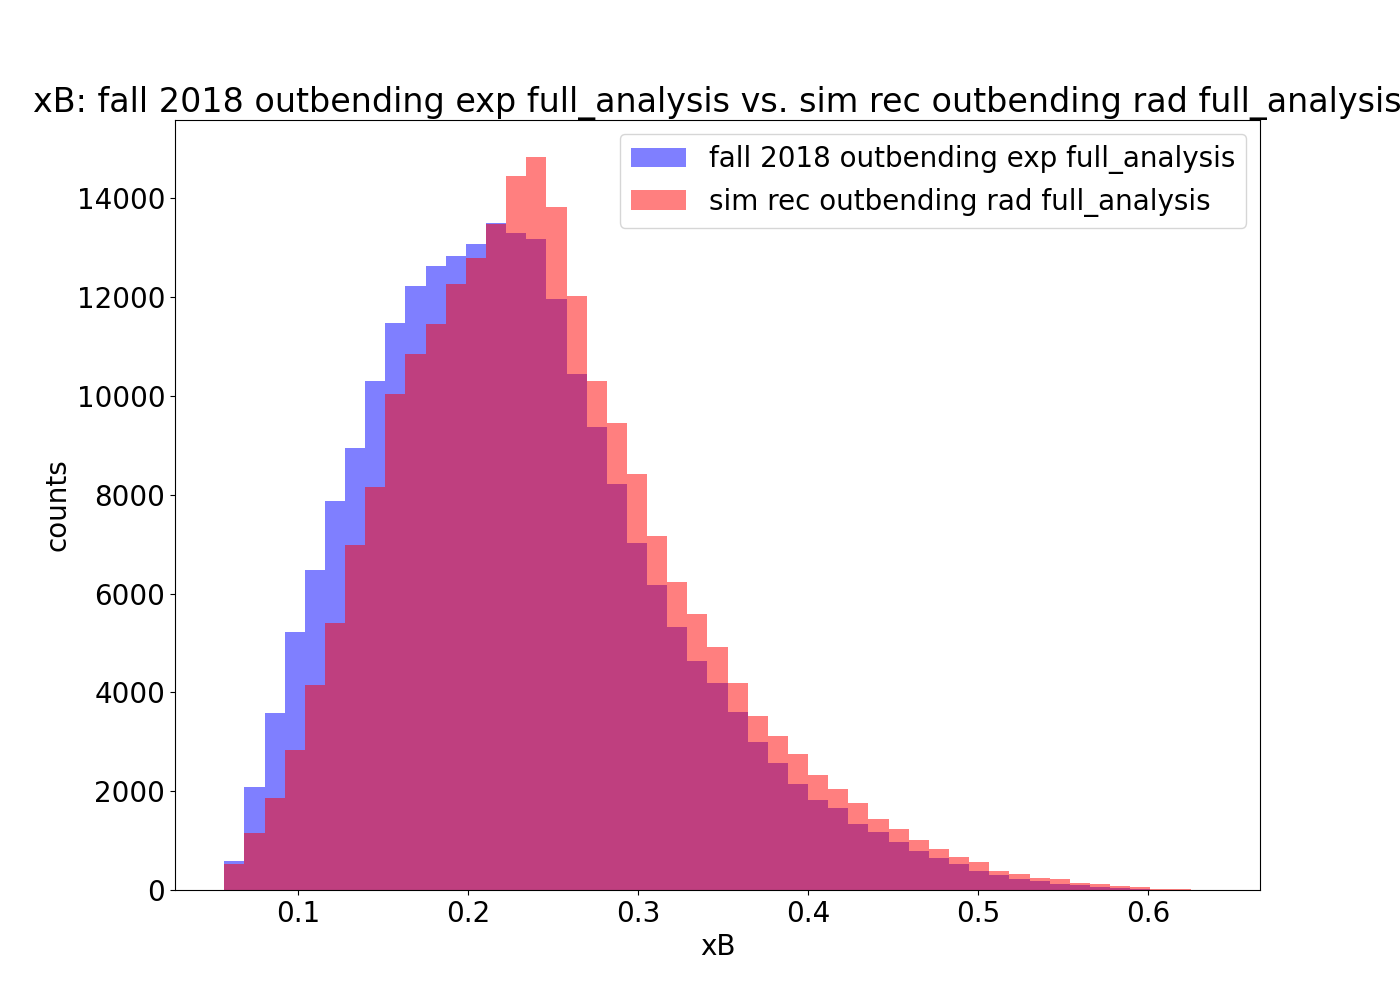 xB: fall 2018 outbending exp full_analysis vs. sim rec outbending rad full_analysis
fall 2018 outbending exp full_analysis
sim rec outbending rad full_analysis
14000
12000
10000
8000
6000
4000
2000
0
counts
0.1 0.2 0.3 0.4 0.5 0.6
xB